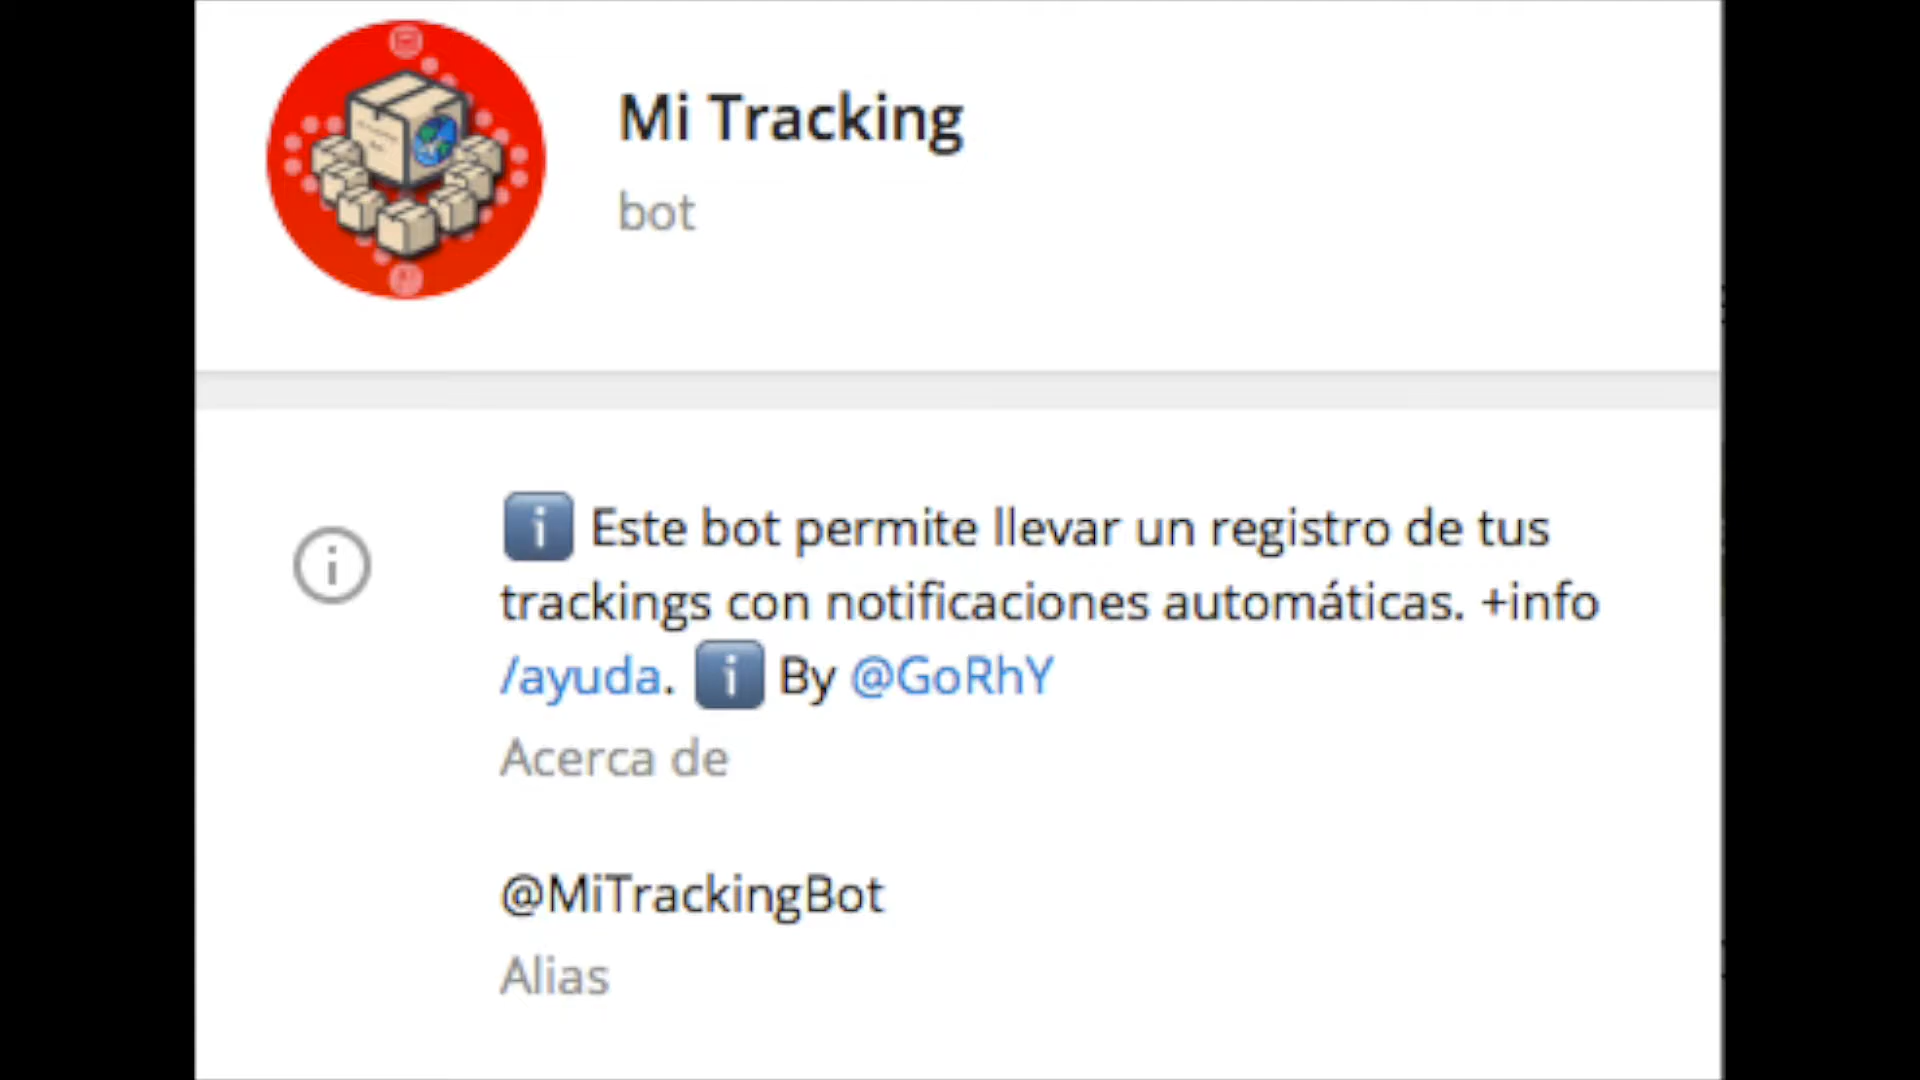 Mi Tracking
bot
ℹ️ Este bot permite llevar un registro de tus
trackings con notificaciones automáticas. +info
/ayuda. ℹ️ By @GoRhY
Acerca de
@MiTrackingBot
Alias